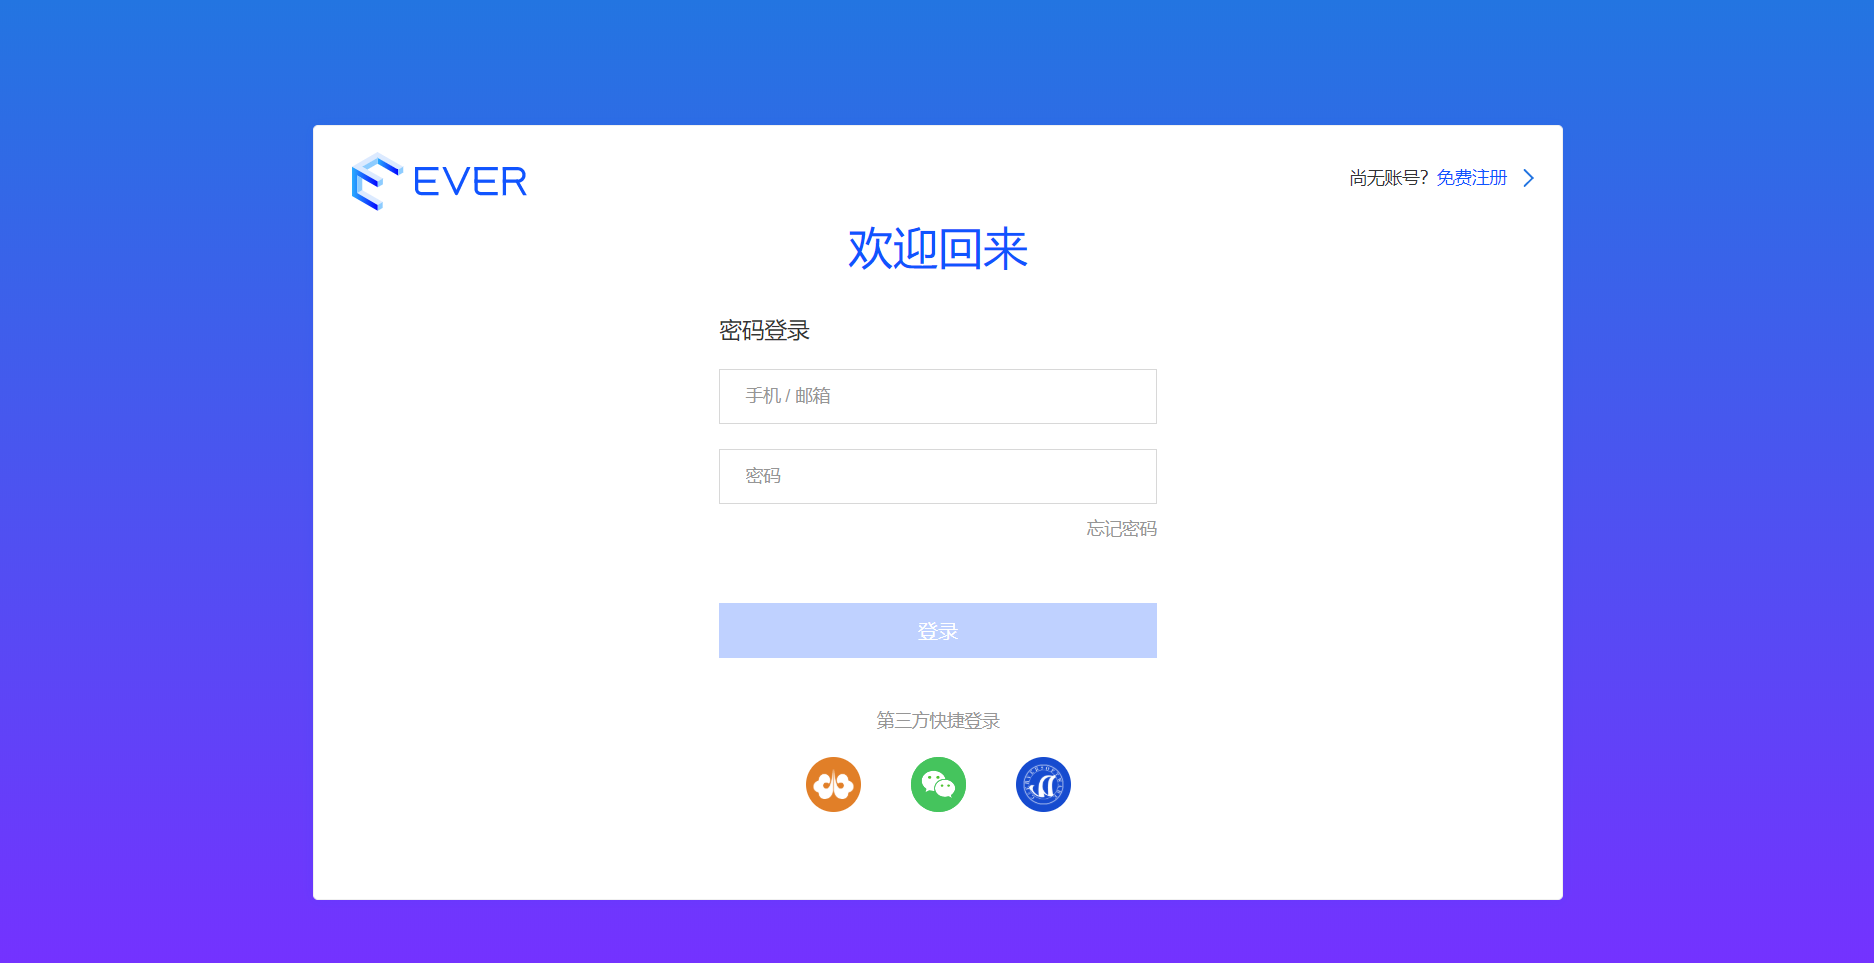 EVER
尚无账号? 免费注册
欢迎回来
密码登录
手机 / 邮箱
密码
忘记密码
登录
第三方快捷登录